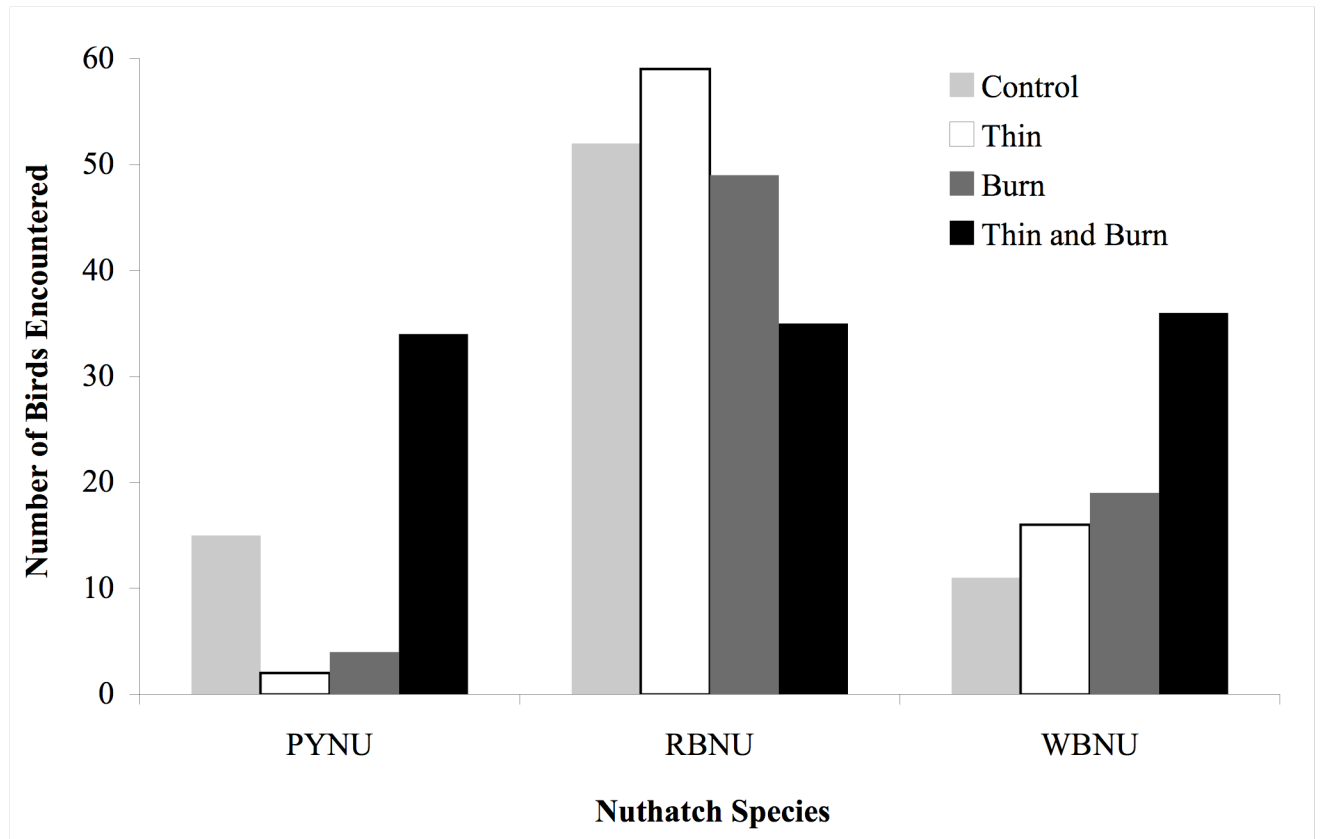 Number of Birds Encountered
60
50
40
30
20
10
0
Control
Thin
Burn
Thin and Burn
PYNU RBNU WBNU
Nuthatch Species